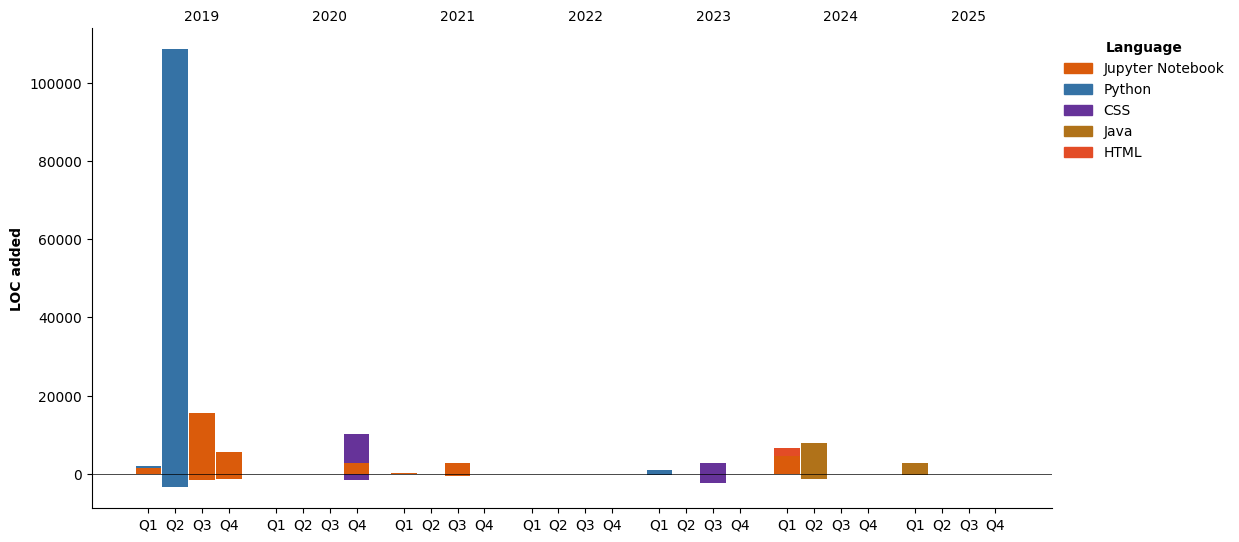 2019 2020 2021 2022 2023 2024 2025
Language
Jupyter Notebook
Python
CSS
Java
HTML
LOC added
100000
80000
60000
40000
20000
0
Q1 Q2 Q3 Q4 Q1 Q2 Q3 Q4 Q1 Q2 Q3 Q4 Q1 Q2 Q3 Q4 Q1 Q2 Q3 Q4 Q1 Q2 Q3 Q4 Q1 Q2 Q3 Q4